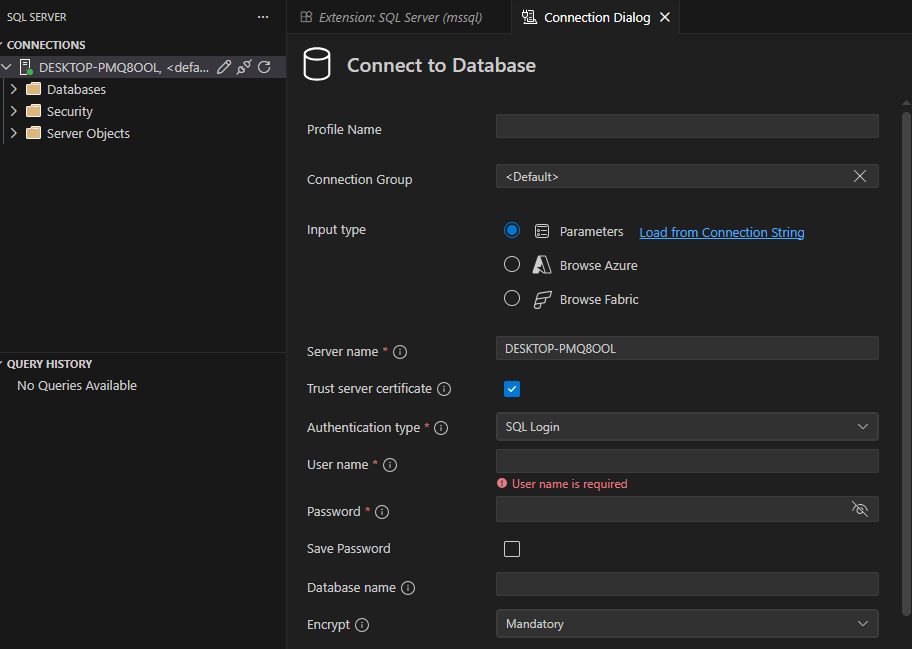 SQL SERVER
Extension: SQL Server (mssql)
Connection Dialog
CONNECTIONS
DESKTOP-PMQ8OOL, <defa...
Databases
Security
Server Objects
QUERY HISTORY
No Queries Available
Connect to Database
Profile Name
Connection Group
<Default>
Input type
Parameters
Load from Connection String
Browse Azure
Browse Fabric
Server name *
DESKTOP-PMQ8OOL
Trust server certificate
Authentication type *
SQL Login
User name *
User name is required
Password *
Save Password
Database name
Encrypt
Mandatory